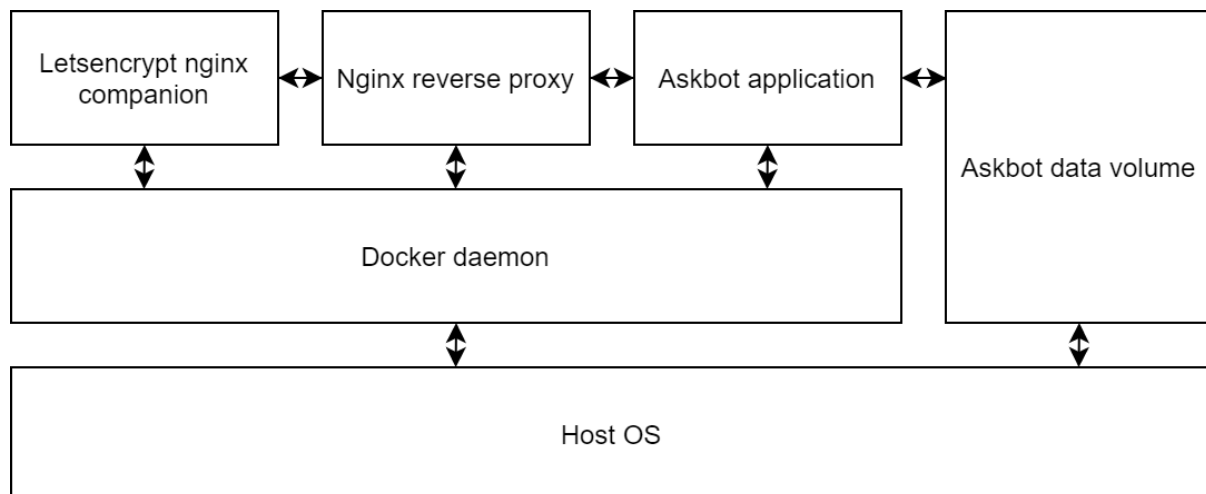 Letsencrypt nginx
companion
Nginx reverse proxy
Askbot application
Askbot data volume
Docker daemon
Host OS